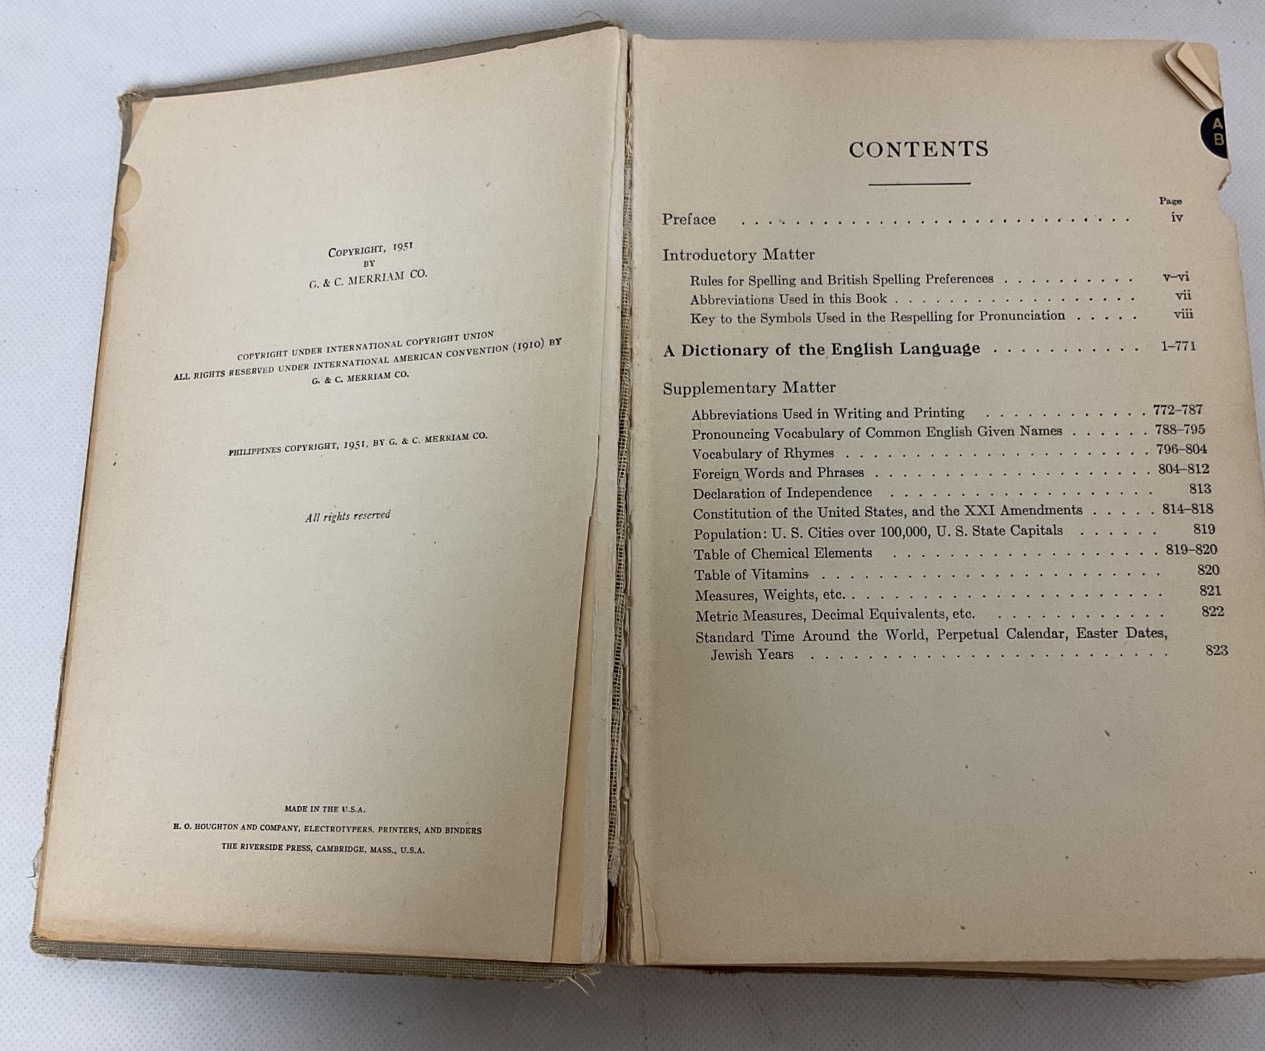 COPYRIGHT, 1951
BY
G. & C. MERRIAM CO.
COPYRIGHT UNDER INTERNATIONAL COPYRIGHT UNION
ALL RIGHTS RESERVED UNDER INTERNATIONAL AMERICAN CONVENTION (1910) BY
G. & C. MERRIAM CO.
PHILIPPINES COPYRIGHT, 1951, BY G. & C. MERRIAM CO.
All rights reserved
MADE IN THE U.S.A.
H. O. HOUGHTON AND COMPANY, ELECTROTYPERS, PRINTERS, AND BINDERS
THE RIVERSIDE PRESS, CAMBRIDGE, MASS., U.S.A.
CONTENTS
Page
Preface . . . . . . . . . . . . . . . . . . . . . . . . . . . . . iv
Introductory Matter
Rules for Spelling and British Spelling Preferences . . . . . . . . . . v–vi
Abbreviations Used in this Book . . . . . . . . . . . . . . . . . vii
Key to the Symbols Used in the Respelling for Pronunciation . . . . . viii
A Dictionary of the English Language . . . . . . . . . . . 1–771
Supplementary Matter
Abbreviations Used in Writing and Printing . . . . . . . . . . . . 772–787
Pronouncing Vocabulary of Common English Given Names . . . . . . 788–795
Vocabulary of Rhymes . . . . . . . . . . . . . . . . . . . . . . 796–804
Foreign Words and Phrases . . . . . . . . . . . . . . . . . . . . 804–812
Declaration of Independence . . . . . . . . . . . . . . . . . . . 813
Constitution of the United States, and the XXI Amendments . . . . . 814–818
Population: U. S. Cities over 100,000, U. S. State Capitals . . . . . . 819
Table of Chemical Elements . . . . . . . . . . . . . . . . . . . 819–820
Table of Vitamins . . . . . . . . . . . . . . . . . . . . . . . . 820
Measures, Weights, etc. . . . . . . . . . . . . . . . . . . . . . . 821
Metric Measures, Decimal Equivalents, etc. . . . . . . . . . . . . 822
Standard Time Around the World, Perpetual Calendar, Easter Dates,
Jewish Years . . . . . . . . . . . . . . . . . . . . . . . . . 823
A
B